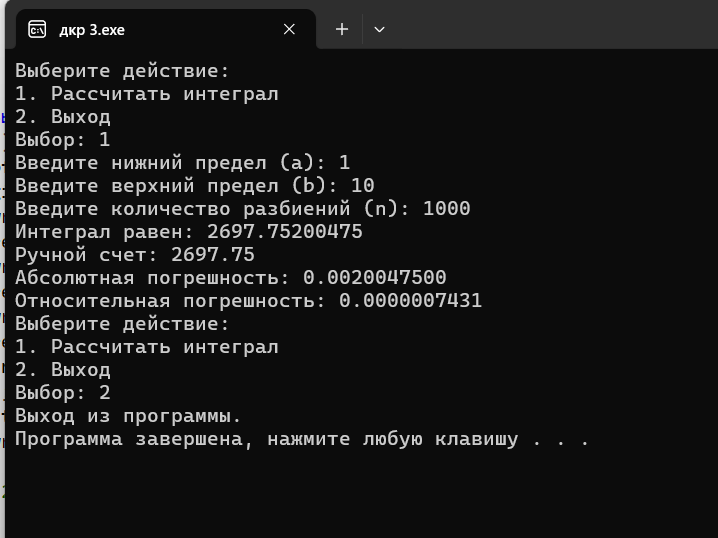 дкр 3.exe
Выберите действие:
1. Рассчитать интеграл
2. Выход
Выбор: 1
Введите нижний предел (a): 1
Введите верхний предел (b): 10
Введите количество разбиений (n): 1000
Интеграл равен: 2697.75200475
Ручной счет: 2697.75
Абсолютная погрешность: 0.0020047500
Относительная погрешность: 0.0000007431
Выберите действие:
1. Рассчитать интеграл
2. Выход
Выбор: 2
Выход из программы.
Программа завершена, нажмите любую клавишу . . .